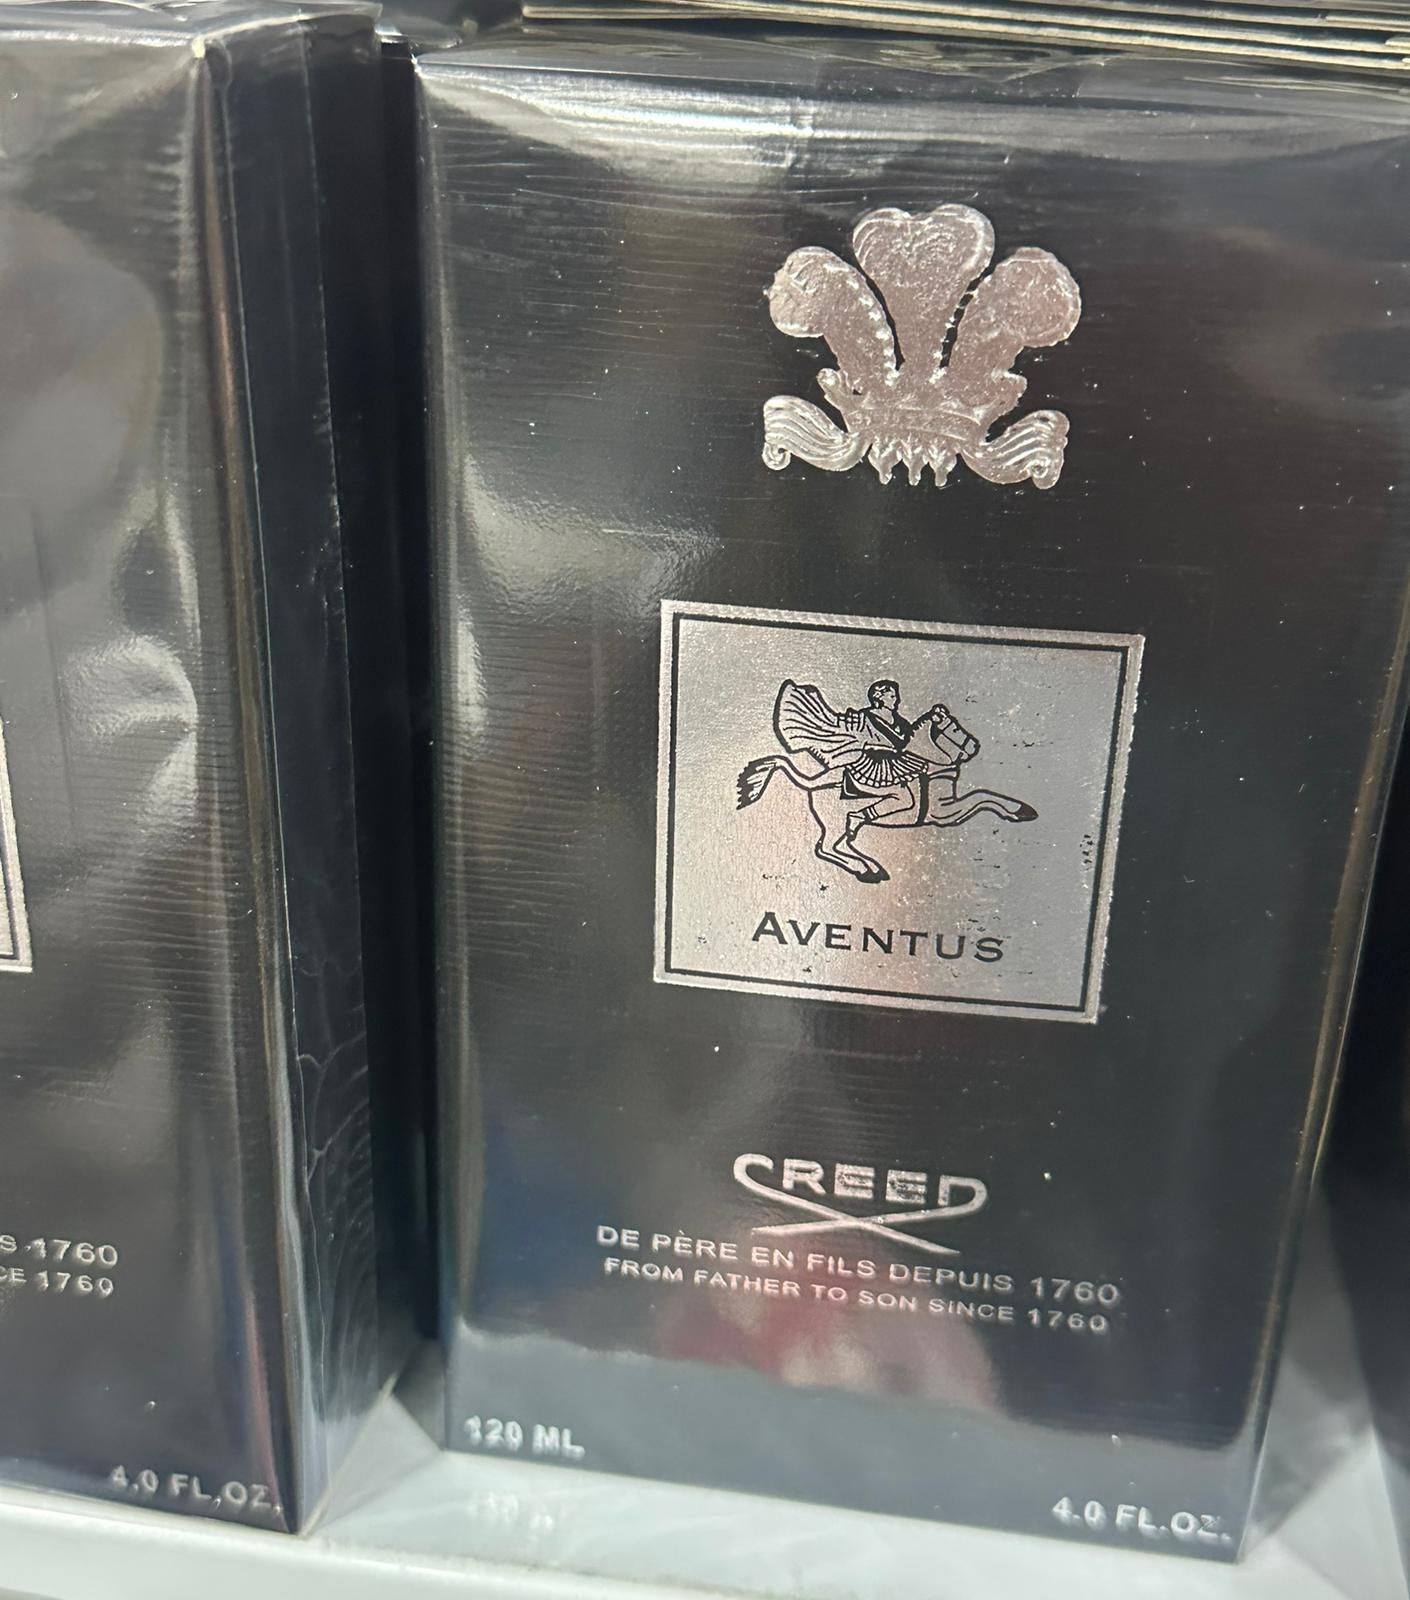 AVENTUS
CREED
DE PÈRE EN FILS DEPUIS 1760
FROM FATHER TO SON SINCE 1760
120 ML
4.0 FL.OZ.
S 1760
CE 1760
4.0 FL.OZ.